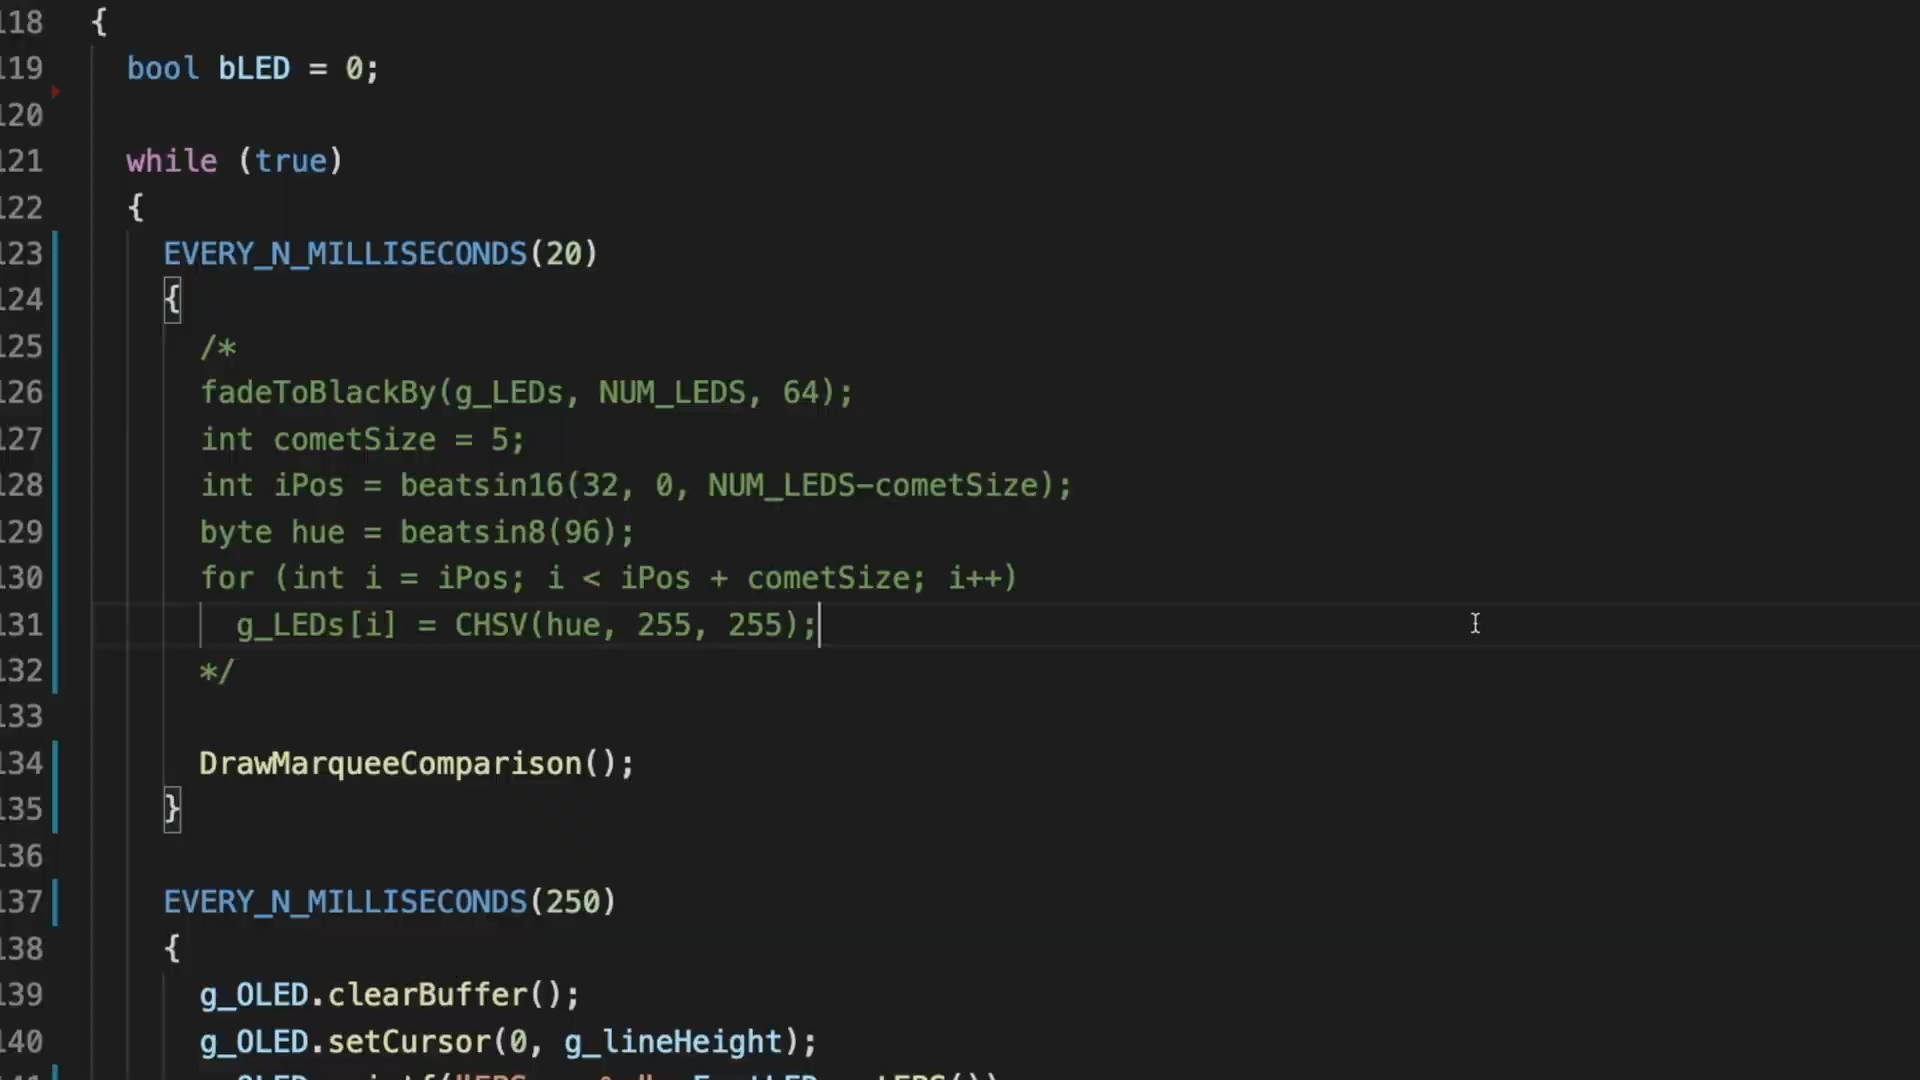 118 {
119 bool bLED = 0;
120
121 while (true)
122 {
123 EVERY_N_MILLISECONDS(20)
124 {
125 /*
126 fadeToBlackBy(g_LEDs, NUM_LEDS, 64);
127 int cometSize = 5;
128 int iPos = beatsin16(32, 0, NUM_LEDS-cometSize);
129 byte hue = beatsin8(96);
130 for (int i = iPos; i < iPos + cometSize; i++)
131 g_LEDs[i] = CHSV(hue, 255, 255);
132 */
133
134 DrawMarqueeComparison();
135 }
136
137 EVERY_N_MILLISECONDS(250)
138 {
139 g_OLED.clearBuffer();
140 g_OLED.setCursor(0, g_lineHeight);